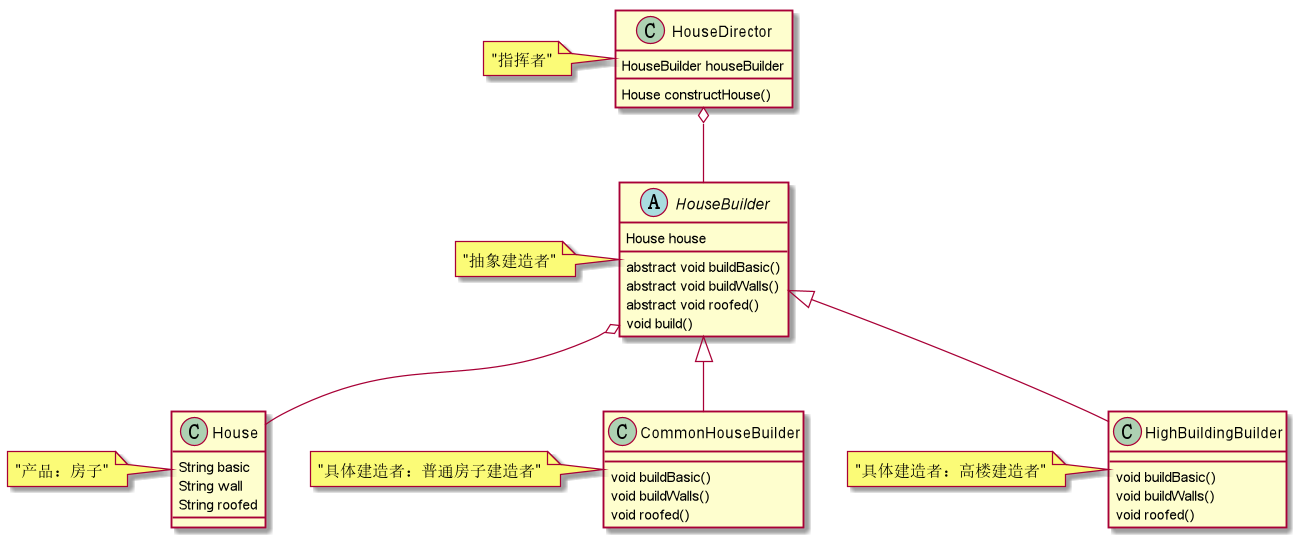 C HouseDirector
"指挥者"
HouseBuilder houseBuilder
House constructHouse()
A HouseBuilder
House house
"抽象建造者"
abstract void buildBasic()
abstract void buildWalls()
abstract void roofed()
void build()
C House
"产品：房子"
String basic
String wall
String roofed
C CommonHouseBuilder
"具体建造者：普通房子建造者"
void buildBasic()
void buildWalls()
void roofed()
C HighBuildingBuilder
"具体建造者：高楼建造者"
void buildBasic()
void buildWalls()
void roofed()